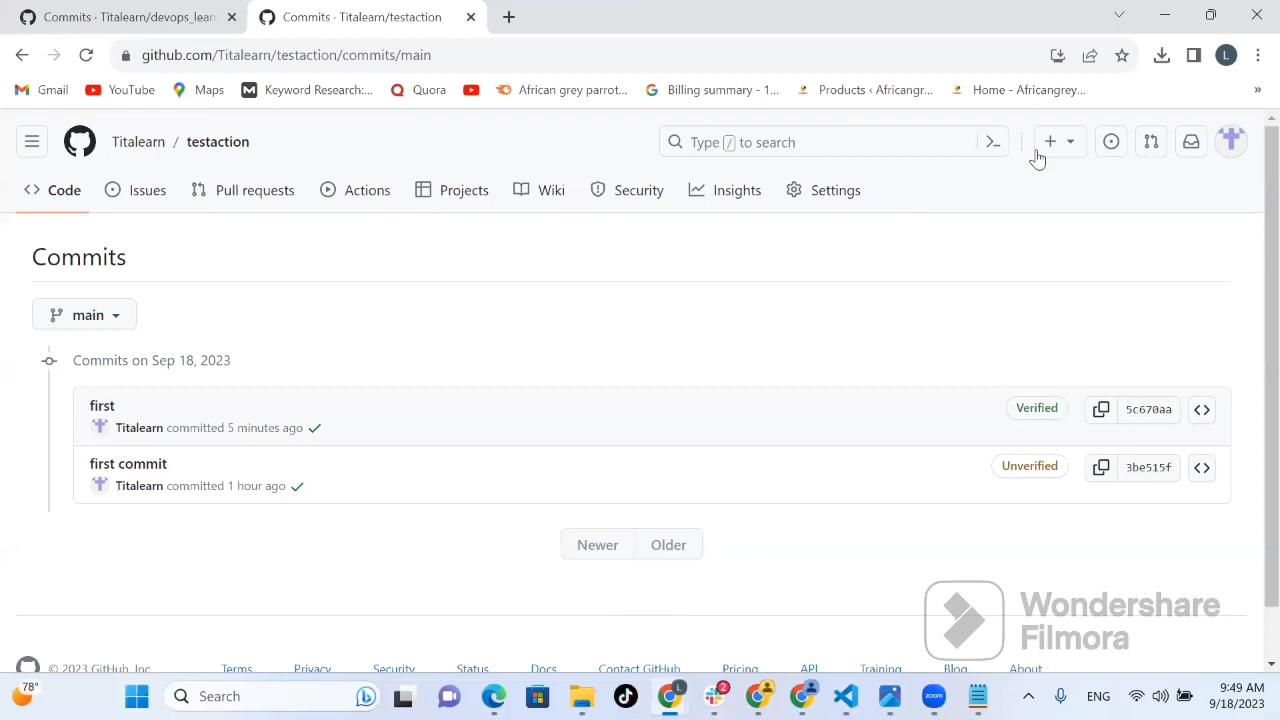 Commits · Titalearn/devops_lear
Commits · Titalearn/testaction
github.com/Titalearn/testaction/commits/main
L
Gmail
YouTube
Maps
Keyword Research:...
Quora
African grey parrot...
Billing summary - 1...
Products ‹ Africangr...
Home - Africangrey...
»
Titalearn / testaction
Type / to search
Code
Issues
Pull requests
Actions
Projects
Wiki
Security
Insights
Settings
Commits
main
Commits on Sep 18, 2023
first
Titalearn committed 5 minutes ago
Verified
5c670aa
first commit
Titalearn committed 1 hour ago
Unverified
3be515f
Newer
Older
Wondershare
Filmora
© 2023 GitHub, Inc.
Terms
Privacy
Security
Status
Docs
Contact GitHub
Pricing
API
Training
Blog
About
78°
Search
L
2
zoom
ENG
9:49 AM
9/18/2023